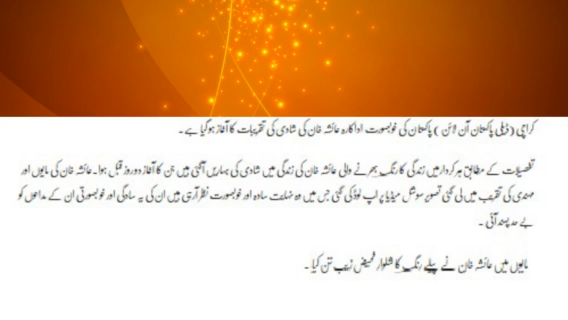 کراچی (ڈیلی پاکستان آن لائن ) پاکستان کی خوبصورت اداکارہ عائشہ خان کی شادی کی تقریبات کا آغاز ہوگیا ہے ۔
تفصیلات کے مطابق ہر کردار میں زندگی کا رنگ بھرنے والی عائشہ خان کی زندگی میں شادی کی بہاریں آگئی ہیں جن کا آغاز دو روز قبل ہوا۔عائشہ خان کی مایوں اور
مہندی کی تقریب میں لی گئی تصویر سوشل میڈیا پر اپ لوڈ کی گئی جس میں وہ نہایت سادہ اور خوبصورت نظر آرہی ہیں ان کی یہ سادگی اور خوبصورتی ان کے مداحوں کو
بے حد پسند آئی ۔
مایوں میں عائشہ خان نے پیلے رنگ کا شلوار قمیض زیب تن کیا ۔